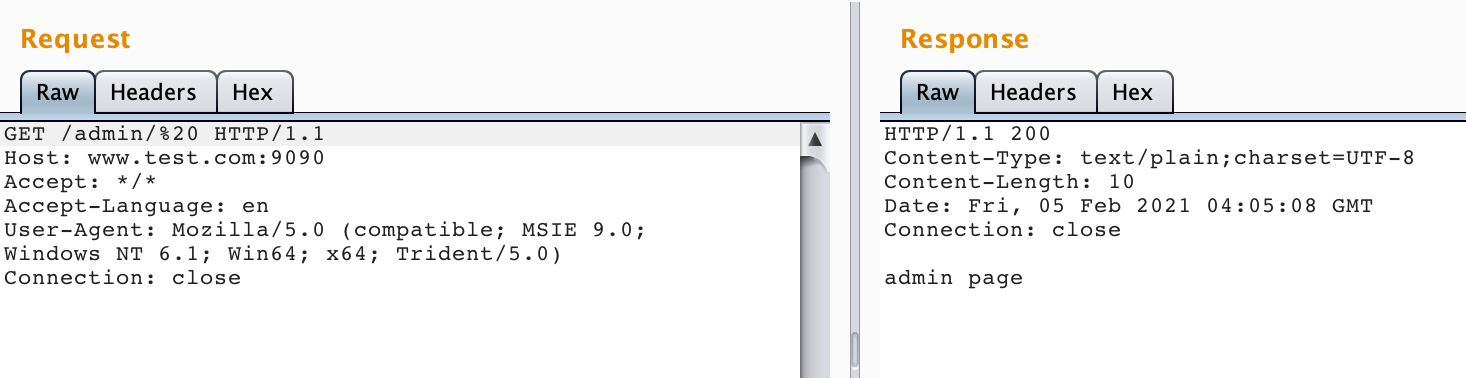 Request
Raw Headers Hex
GET /admin/%20 HTTP/1.1
Host: www.test.com:9090
Accept: */*
Accept-Language: en
User-Agent: Mozilla/5.0 (compatible; MSIE 9.0;
Windows NT 6.1; Win64; x64; Trident/5.0)
Connection: close
Response
Raw Headers Hex
HTTP/1.1 200
Content-Type: text/plain;charset=UTF-8
Content-Length: 10
Date: Fri, 05 Feb 2021 04:05:08 GMT
Connection: close
admin page